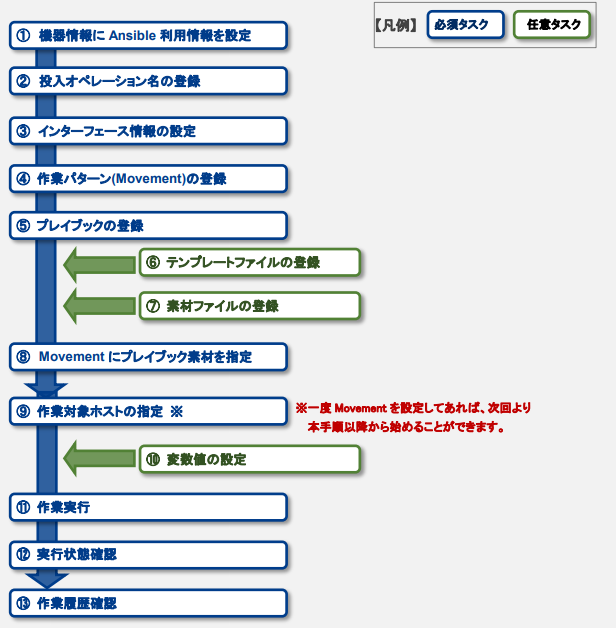 【凡例】 必須タスク 任意タスク
① 機器情報に Ansible 利用情報を設定
② 投入オペレーション名の登録
③ インターフェース情報の設定
④ 作業パターン(Movement)の登録
⑤ プレイブックの登録
⑥ テンプレートファイルの登録
⑦ 素材ファイルの登録
⑧ Movement にプレイブック素材を指定
⑨ 作業対象ホストの指定 ※
※一度 Movement を設定してあれば、次回より
本手順以降から始めることができます。
⑩ 変数値の設定
⑪ 作業実行
⑫ 実行状態確認
⑬ 作業履歴確認